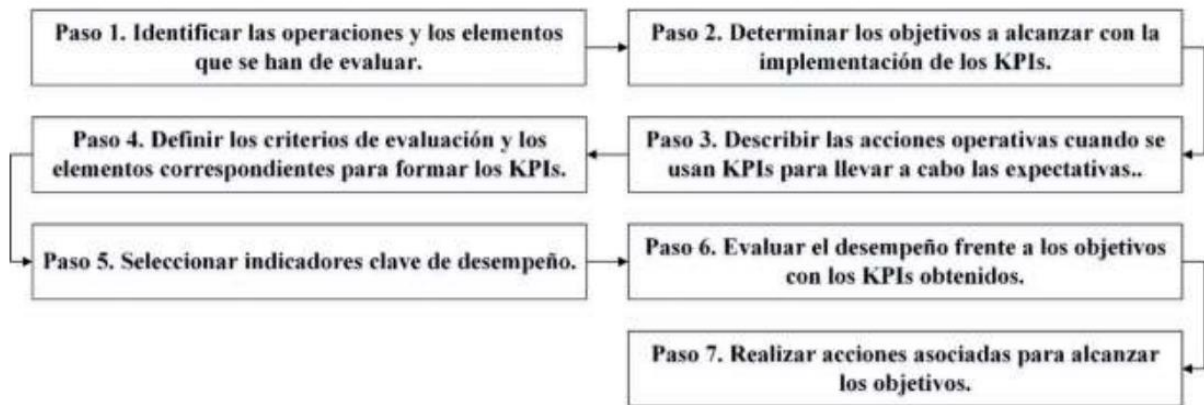 Paso 1. Identificar las operaciones y los elementos
que se han de evaluar.
Paso 2. Determinar los objetivos a alcanzar con la
implementación de los KPIs.
Paso 3. Describir las acciones operativas cuando se
usan KPIs para llevar a cabo las expectativas..
Paso 4. Definir los criterios de evaluación y los
elementos correspondientes para formar los KPIs.
Paso 5. Seleccionar indicadores clave de desempeño.
Paso 6. Evaluar el desempeño frente a los objetivos
con los KPIs obtenidos.
Paso 7. Realizar acciones asociadas para alcanzar
los objetivos.